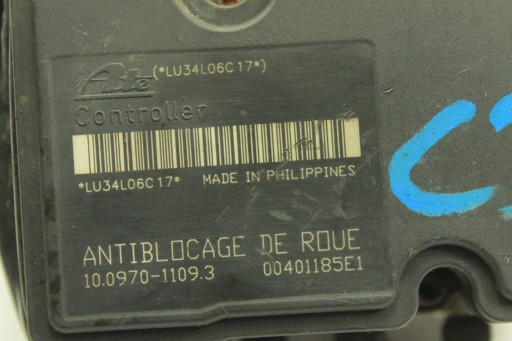 (*LU34L06C17*)
Ate
Controller
*LU34L06C17* MADE IN PHILIPPINES
ANTIBLOCAGE DE ROUE
10.0970-1109.3 00401185E1